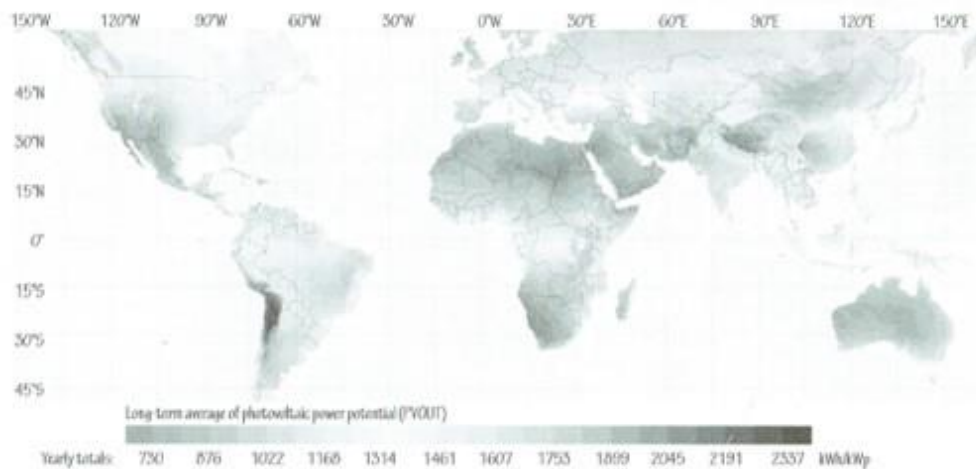 150°W 120°W 90°W 60°W 30°W 0°W 30°E 60°E 90°E 120°E 150°E
45°N
30°N
15°N
0°
15°S
30°S
45°S
Long-term average of photovoltaic power potential (PVOUT)
Yearly totals: 730 876 1022 1168 1314 1461 1607 1753 1899 2045 2191 2337 kWh/kWp